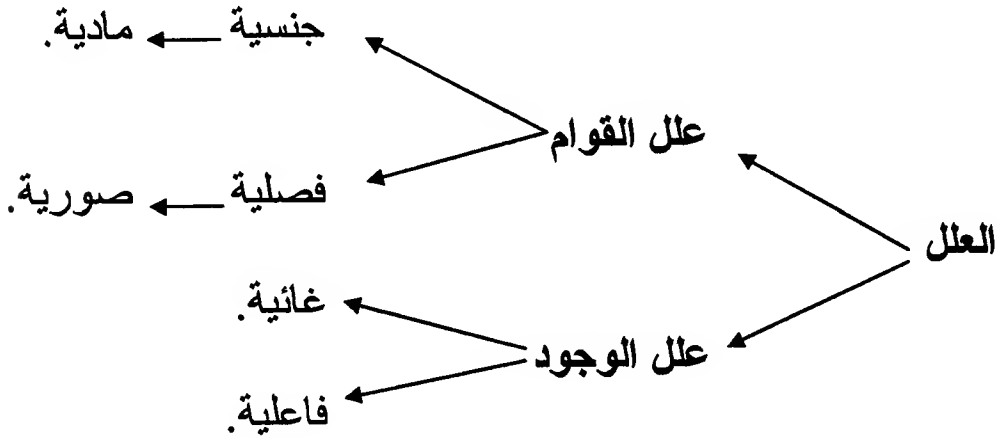 العلل
علل القوام
جنسية
مادية.
فصلية
صورية.
علل الوجود
غائية.
فاعلية.